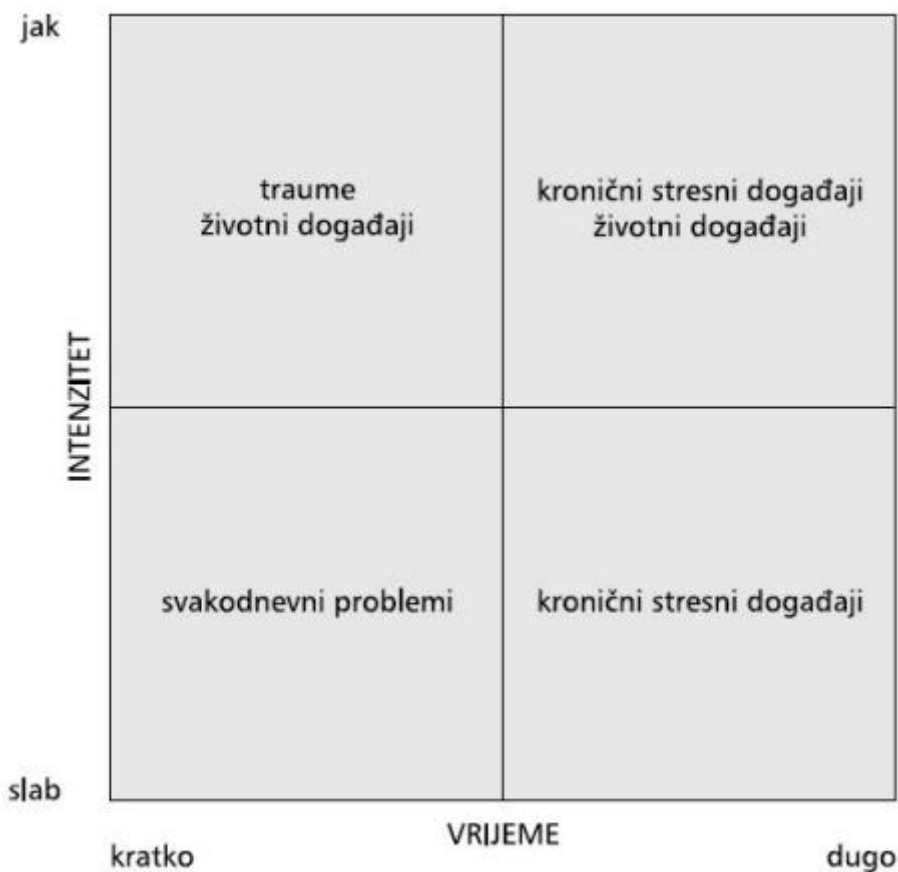 jak
traume
životni događaji
kronični stresni događaji
životni događaji
INTENZITET
svakodnevni problemi
kronični stresni događaji
slab
VRIJEME
kratko
dugo